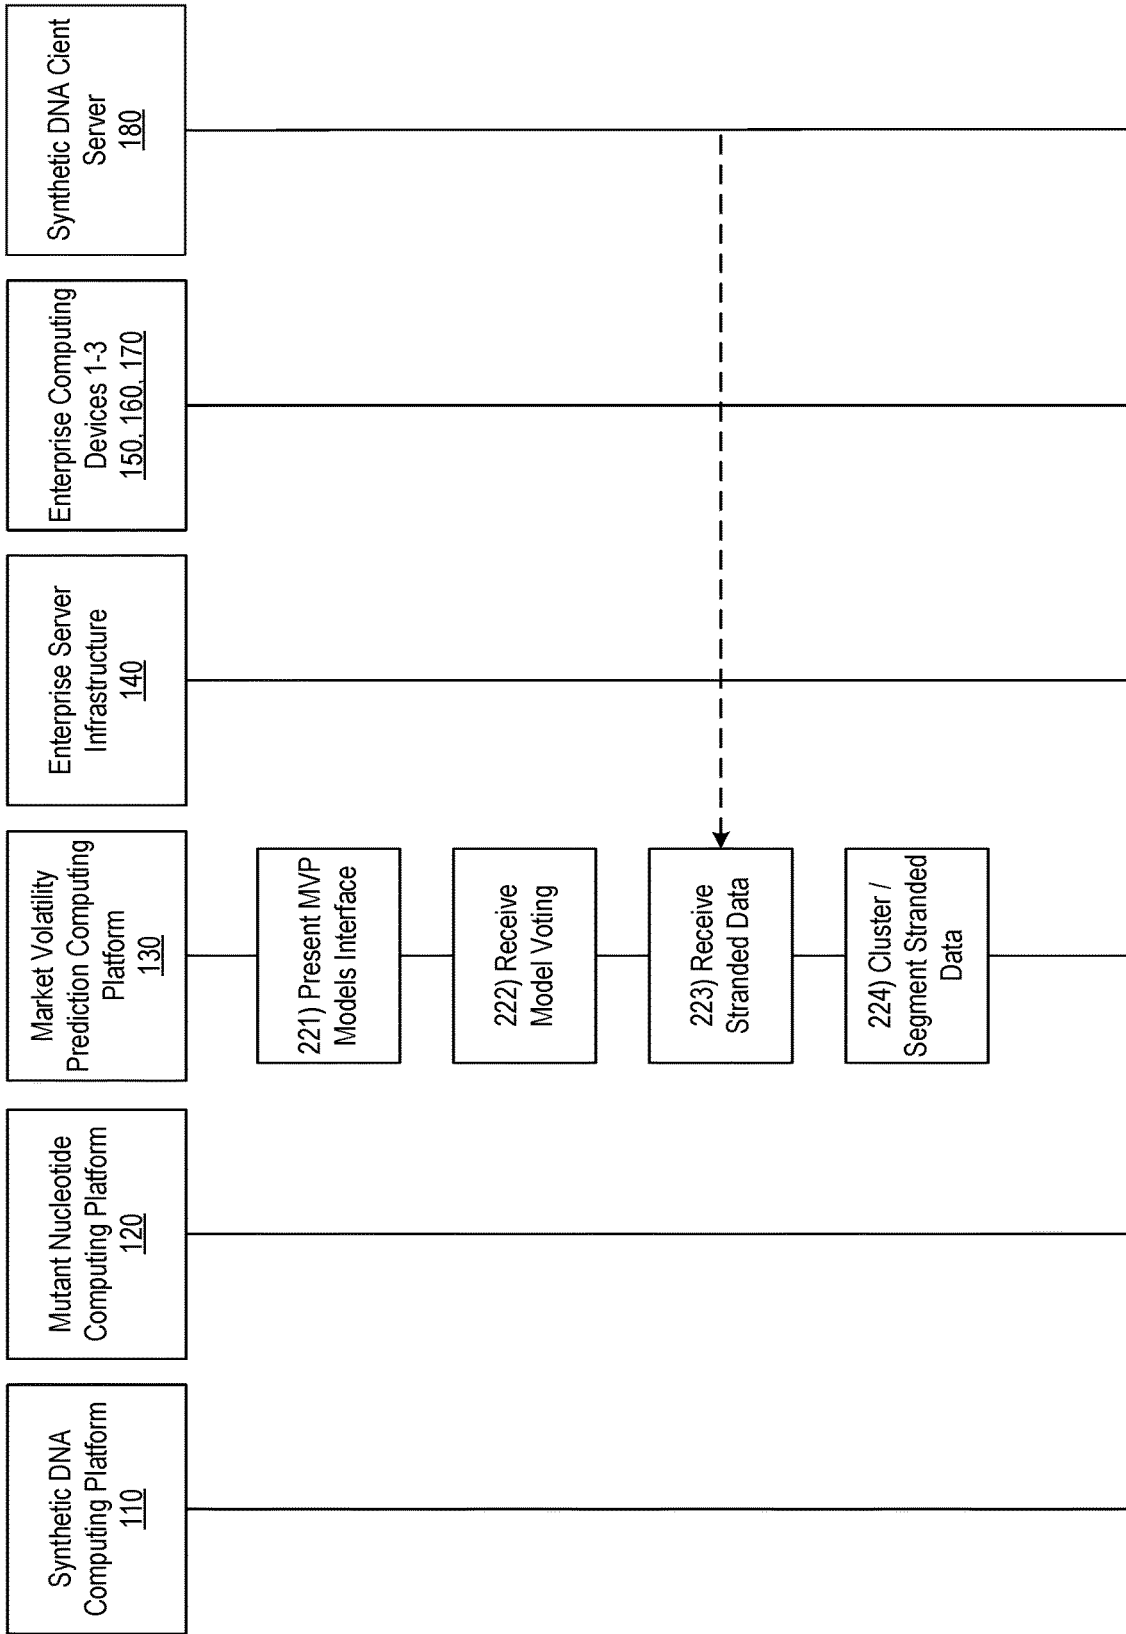 Synthetic DNA
Computing Platform
110
Mutant Nucleotide
Computing Platform
120
Market Volatility
Prediction Computing
Platform
130
Enterprise Server
Infrastructure
140
Enterprise Computing
Devices 1-3
150, 160, 170
Synthetic DNA Cient
Server
180
221) Present MVP
Models Interface
222) Receive
Model Voting
223) Receive
Stranded Data
224) Cluster /
Segment Stranded
Data